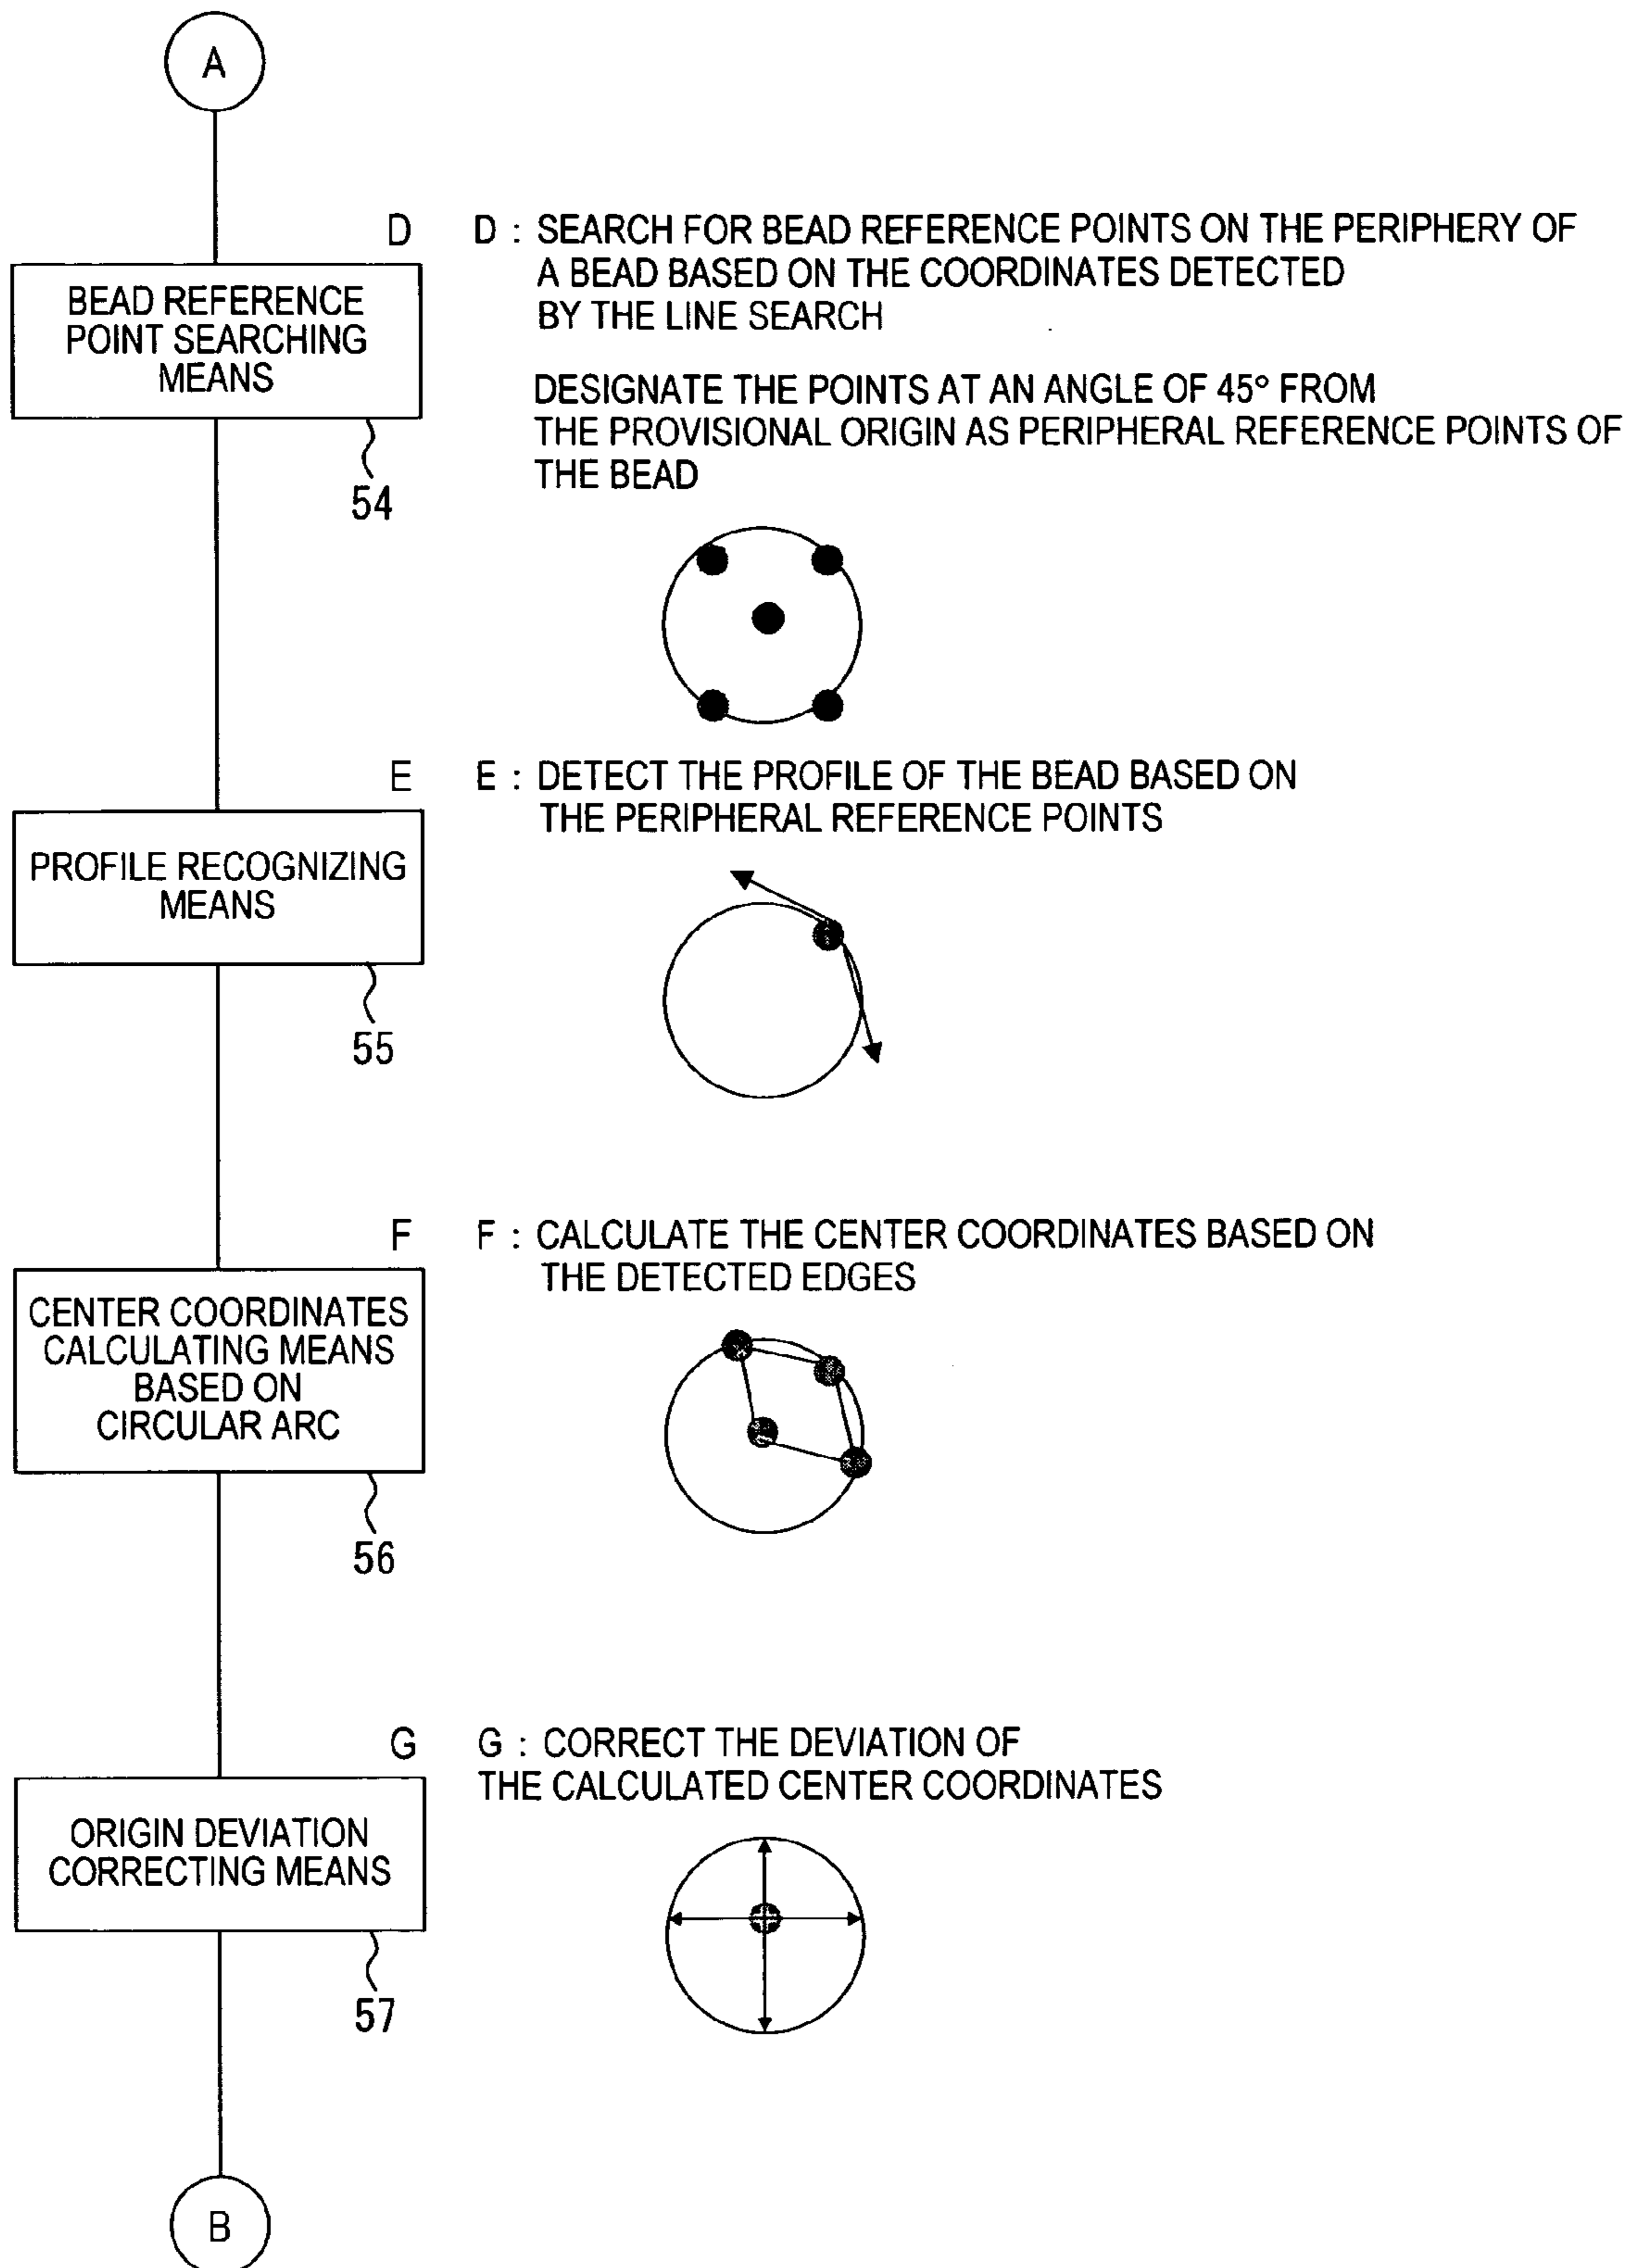 A
D
D : SEARCH FOR BEAD REFERENCE POINTS ON THE PERIPHERY OF
A BEAD BASED ON THE COORDINATES DETECTED
BY THE LINE SEARCH
BEAD REFERENCE
POINT SEARCHING
MEANS
54
DESIGNATE THE POINTS AT AN ANGLE OF 45° FROM
THE PROVISIONAL ORIGIN AS PERIPHERAL REFERENCE POINTS OF
THE BEAD
E
E : DETECT THE PROFILE OF THE BEAD BASED ON
THE PERIPHERAL REFERENCE POINTS
PROFILE RECOGNIZING
MEANS
55
F
F : CALCULATE THE CENTER COORDINATES BASED ON
THE DETECTED EDGES
CENTER COORDINATES
CALCULATING MEANS
BASED ON
CIRCULAR ARC
56
G
G : CORRECT THE DEVIATION OF
THE CALCULATED CENTER COORDINATES
ORIGIN DEVIATION
CORRECTING MEANS
57
B